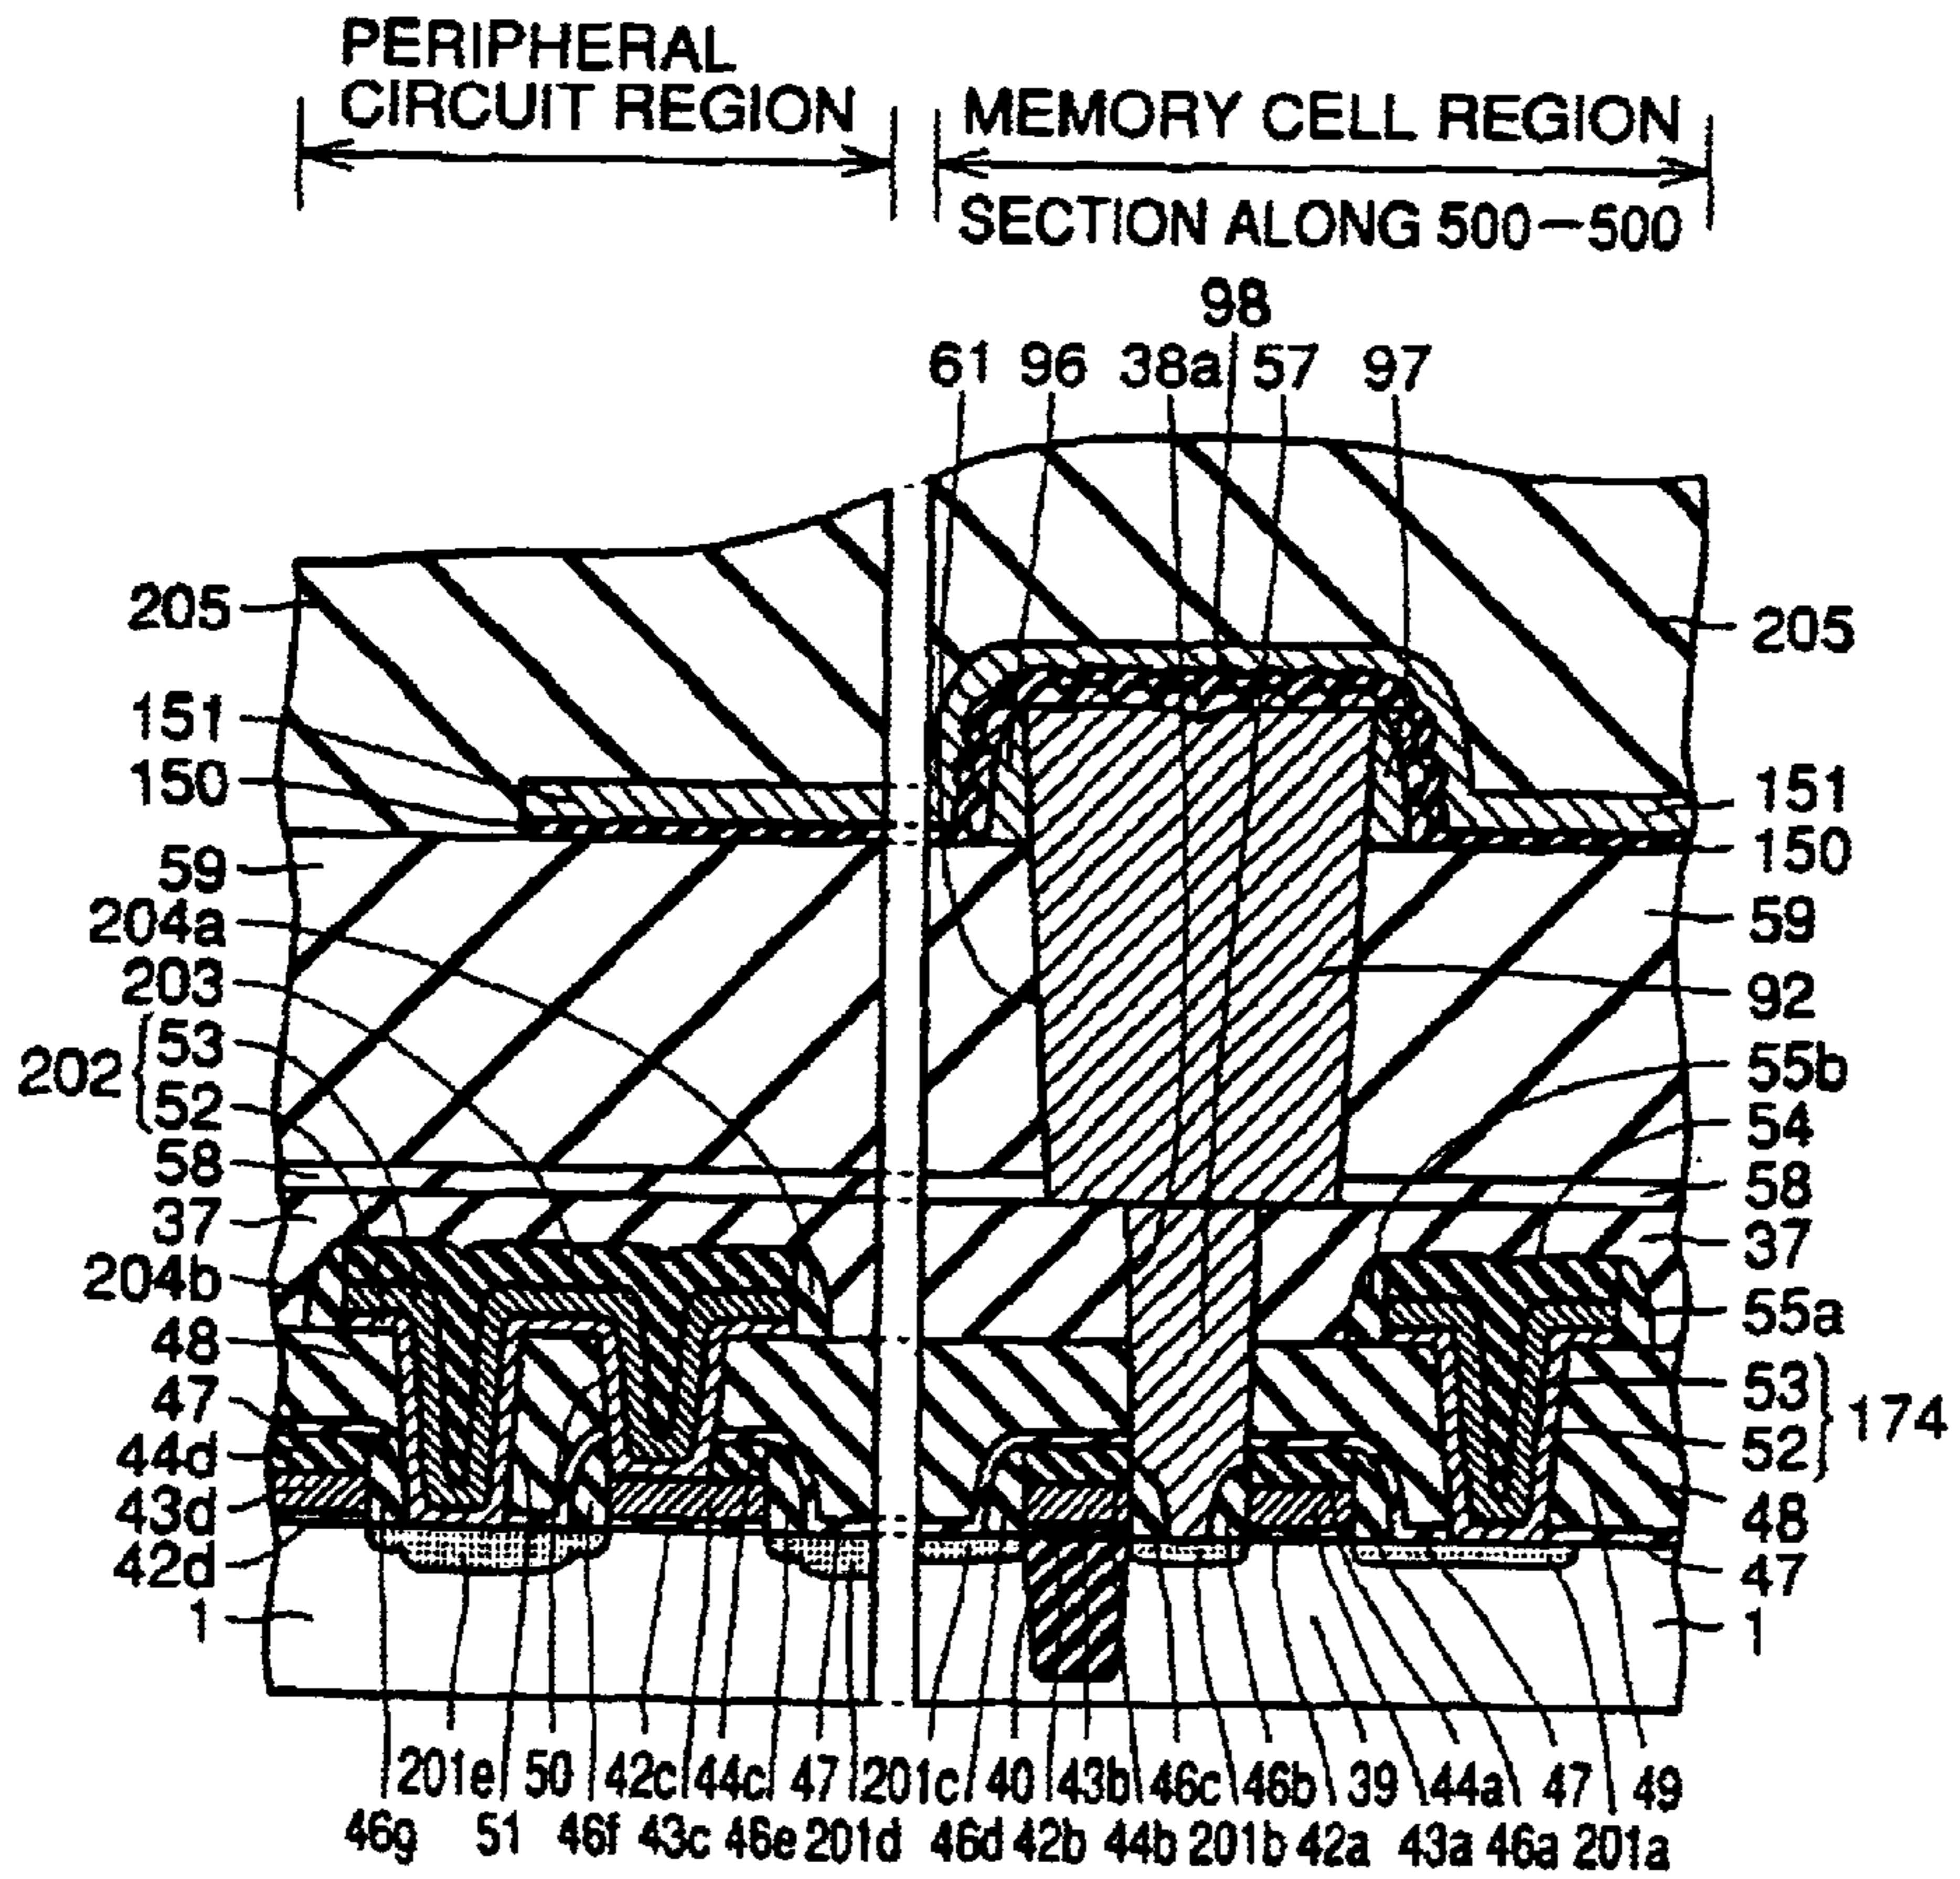 PERIPHERAL
CIRCUIT REGION
MEMORY CELL REGION
SECTION ALONG 500—500
98
61 96 38a 57 97
205
151
150
59
204a
203
202 { 53
52
58
37
204b
48
47
44d
43d
42d
1
205
151
150
59
92
55b
54
58
37
55a
53 } 174
52
48
47
1
201e 50 42c 44c 47 201c 40 43b 46c 46b 39 44a 47 49
46g 51 46f 43c 46e 201d 46d 42b 44b 201b 42a 43a 46a 201a